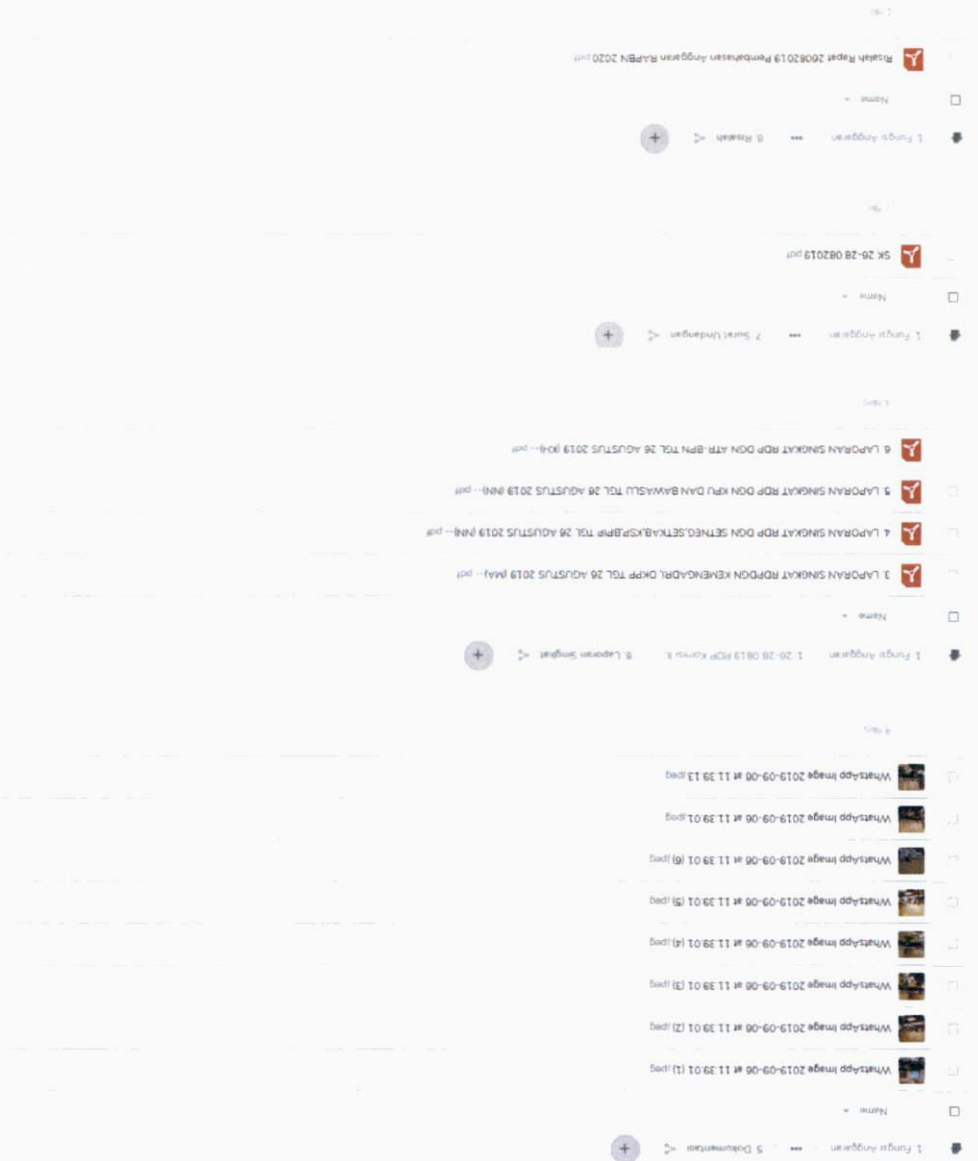 1 Fungsi Anggaran ... 5 Dokumentasi
Name
WhatsApp Image 2019-09-06 at 11.39.01 (1).jpeg
WhatsApp Image 2019-09-06 at 11.39.01 (2).jpeg
WhatsApp Image 2019-09-06 at 11.39.01 (3).jpeg
WhatsApp Image 2019-09-06 at 11.39.01 (4).jpeg
WhatsApp Image 2019-09-06 at 11.39.01 (5).jpeg
WhatsApp Image 2019-09-06 at 11.39.01 (6).jpeg
WhatsApp Image 2019-09-06 at 11.39.01.jpeg
WhatsApp Image 2019-09-06 at 11.39.13.jpeg
8 files
1 Fungsi Anggaran 1. 26-28 0819 RDP Komisi II 6. Laporan Singkat
Name
3. LAPORAN SINGKAT RDPDGN KEMENGADRI, DKPP TGL 26 AGUSTUS 2019 (MA)-- pdf
4. LAPORAN SINGKAT RDP DGN SETNEG,SETKAB,KSP,BPIP TGL 26 AGUSTUS 2019 (NN)-- pdf
5. LAPORAN SINGKAT RDP DGN KPU DAN BAWASLU TGL 26 AGUSTUS 2019 (NN)-- pdf
6. LAPORAN SINGKAT RDP DGN ATR-BPN TGL 26 AGUSTUS 2019 (KH)-- pdf
files
1 Fungsi Anggaran ... 7 Surat Undangan
Name
SK 26-28 082019.pdf
file
1 Fungsi Anggaran ... 8. Risalah
Name
Risalah Rapat 26082019 Pembahasan Anggaran RAPBN 2020.pdf
1 file